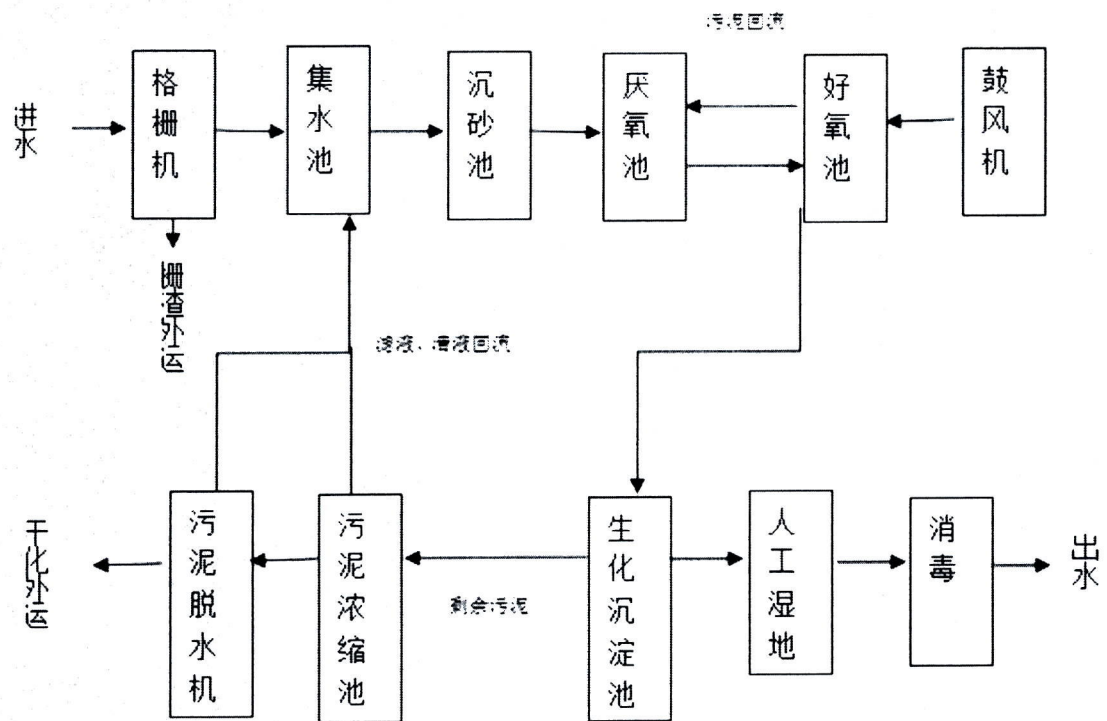 污泥回流
进水
格栅机
集水池
沉砂池
厌氧池
好氧池
鼓风机
栅渣外运
滤液、清液回流
干化外运
污泥脱水机
污泥浓缩池
剩余污泥
生化沉淀池
人工湿地
消毒
出水